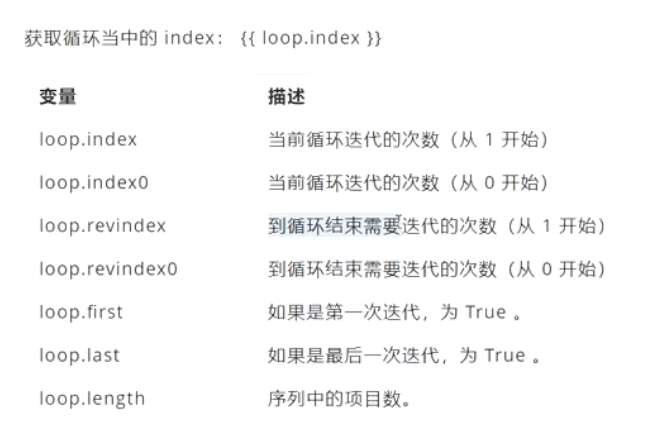 获取循环当中的 index： {{ loop.index }}
变量 描述
loop.index 当前循环迭代的次数（从 1 开始）
loop.index0 当前循环迭代的次数（从 0 开始）
loop.revindex 到循环结束需要迭代的次数（从 1 开始）
loop.revindex0 到循环结束需要迭代的次数（从 0 开始）
loop.first 如果是第一次迭代，为 True 。
loop.last 如果是最后一次迭代，为 True 。
loop.length 序列中的项目数。